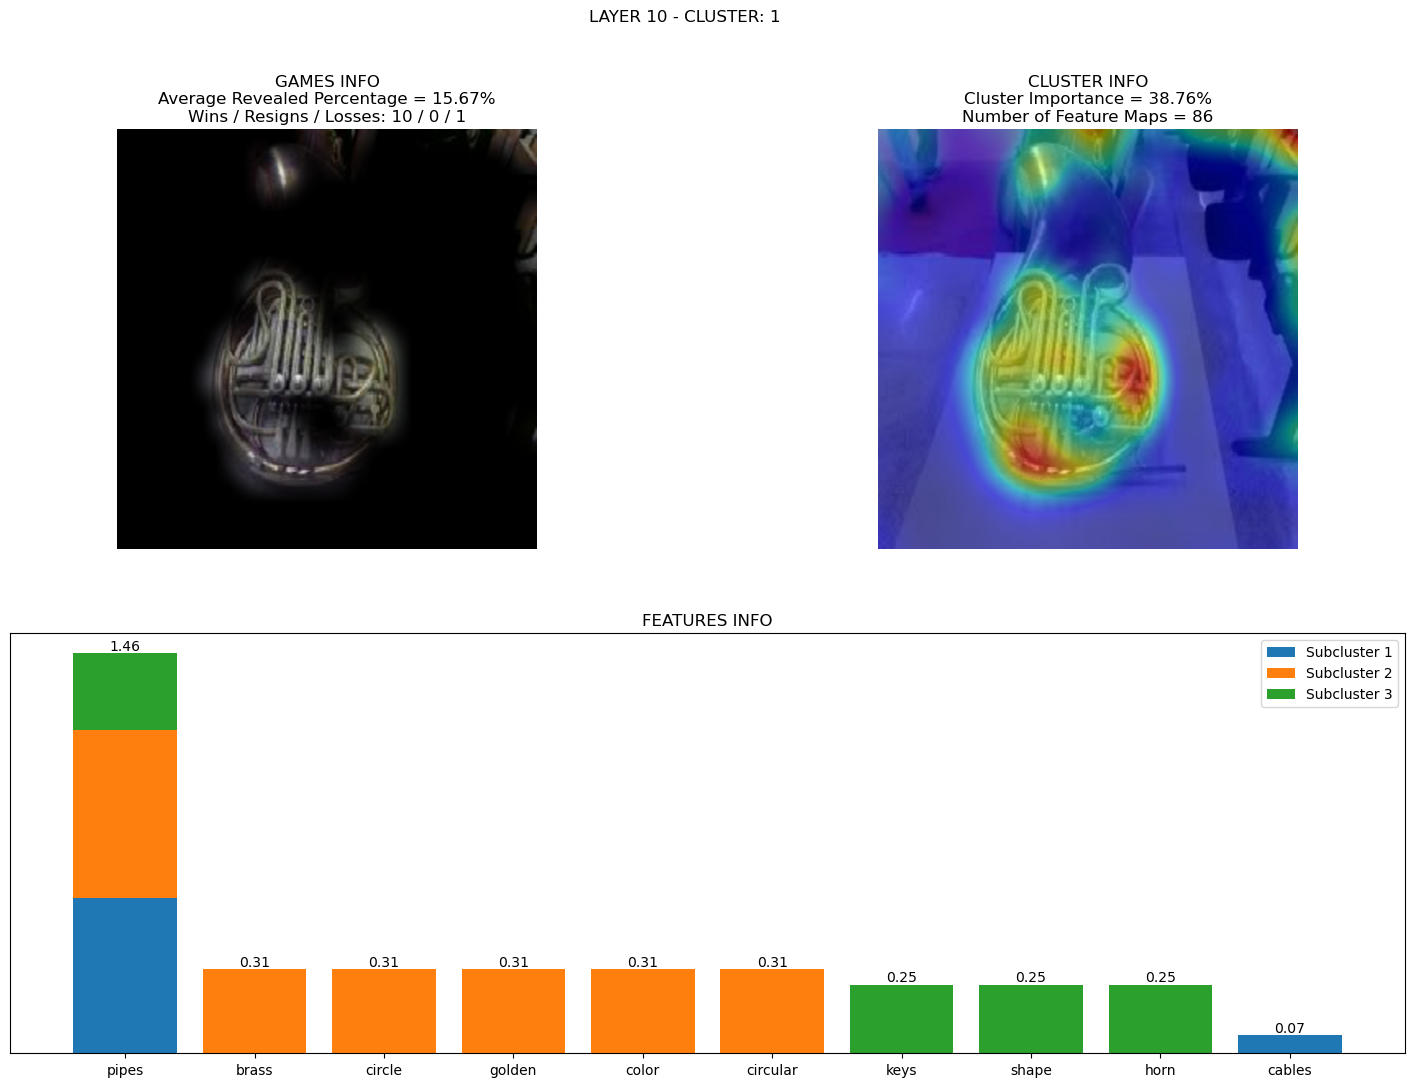 LAYER 10 - CLUSTER: 1
GAMES INFO
Average Revealed Percentage = 15.67%
Wins / Resigns / Losses: 10 / 0 / 1
CLUSTER INFO
Cluster Importance = 38.76%
Number of Feature Maps = 86
FEATURES INFO
1.46
Subcluster 1
Subcluster 2
Subcluster 3
0.31 0.31 0.31 0.31 0.31 0.25 0.25 0.25 0.07
pipes brass circle golden color circular keys shape horn cables